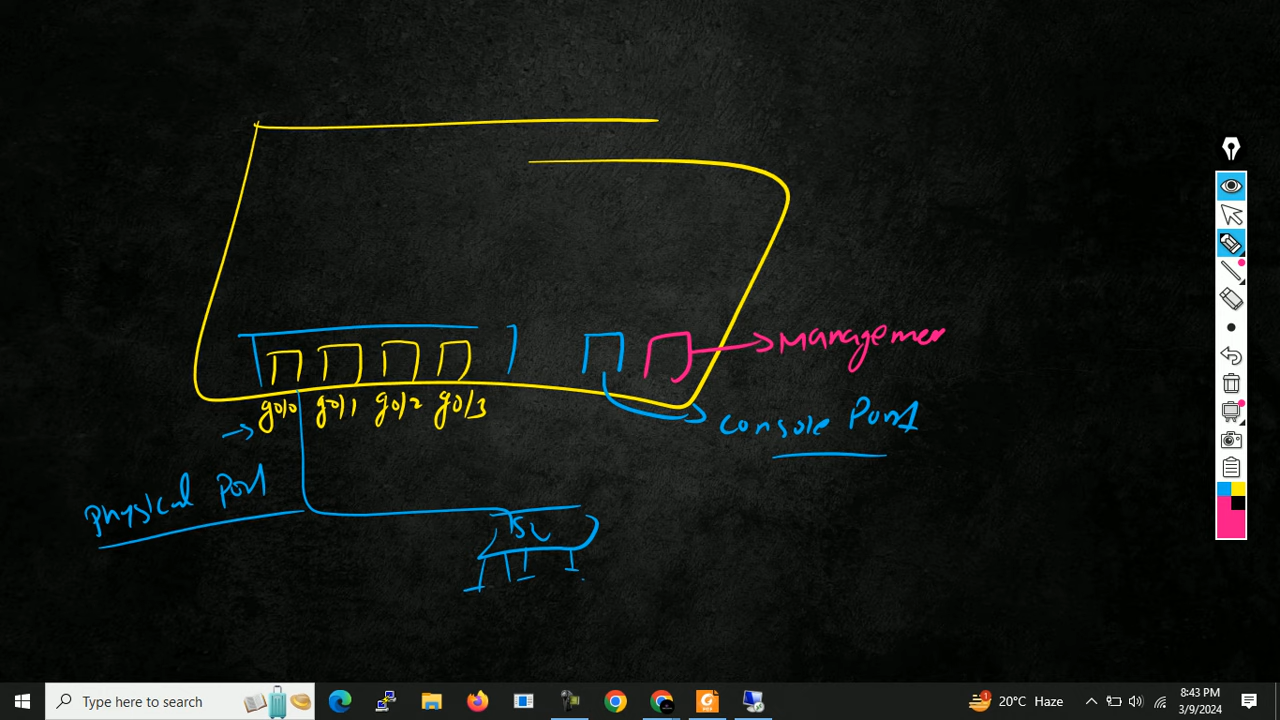 Managemen
g0/0 g0/1 g0/2 g0/3
Console Port
Physical Port
Type here to search
20°C Haze
8:43 PM
3/9/2024